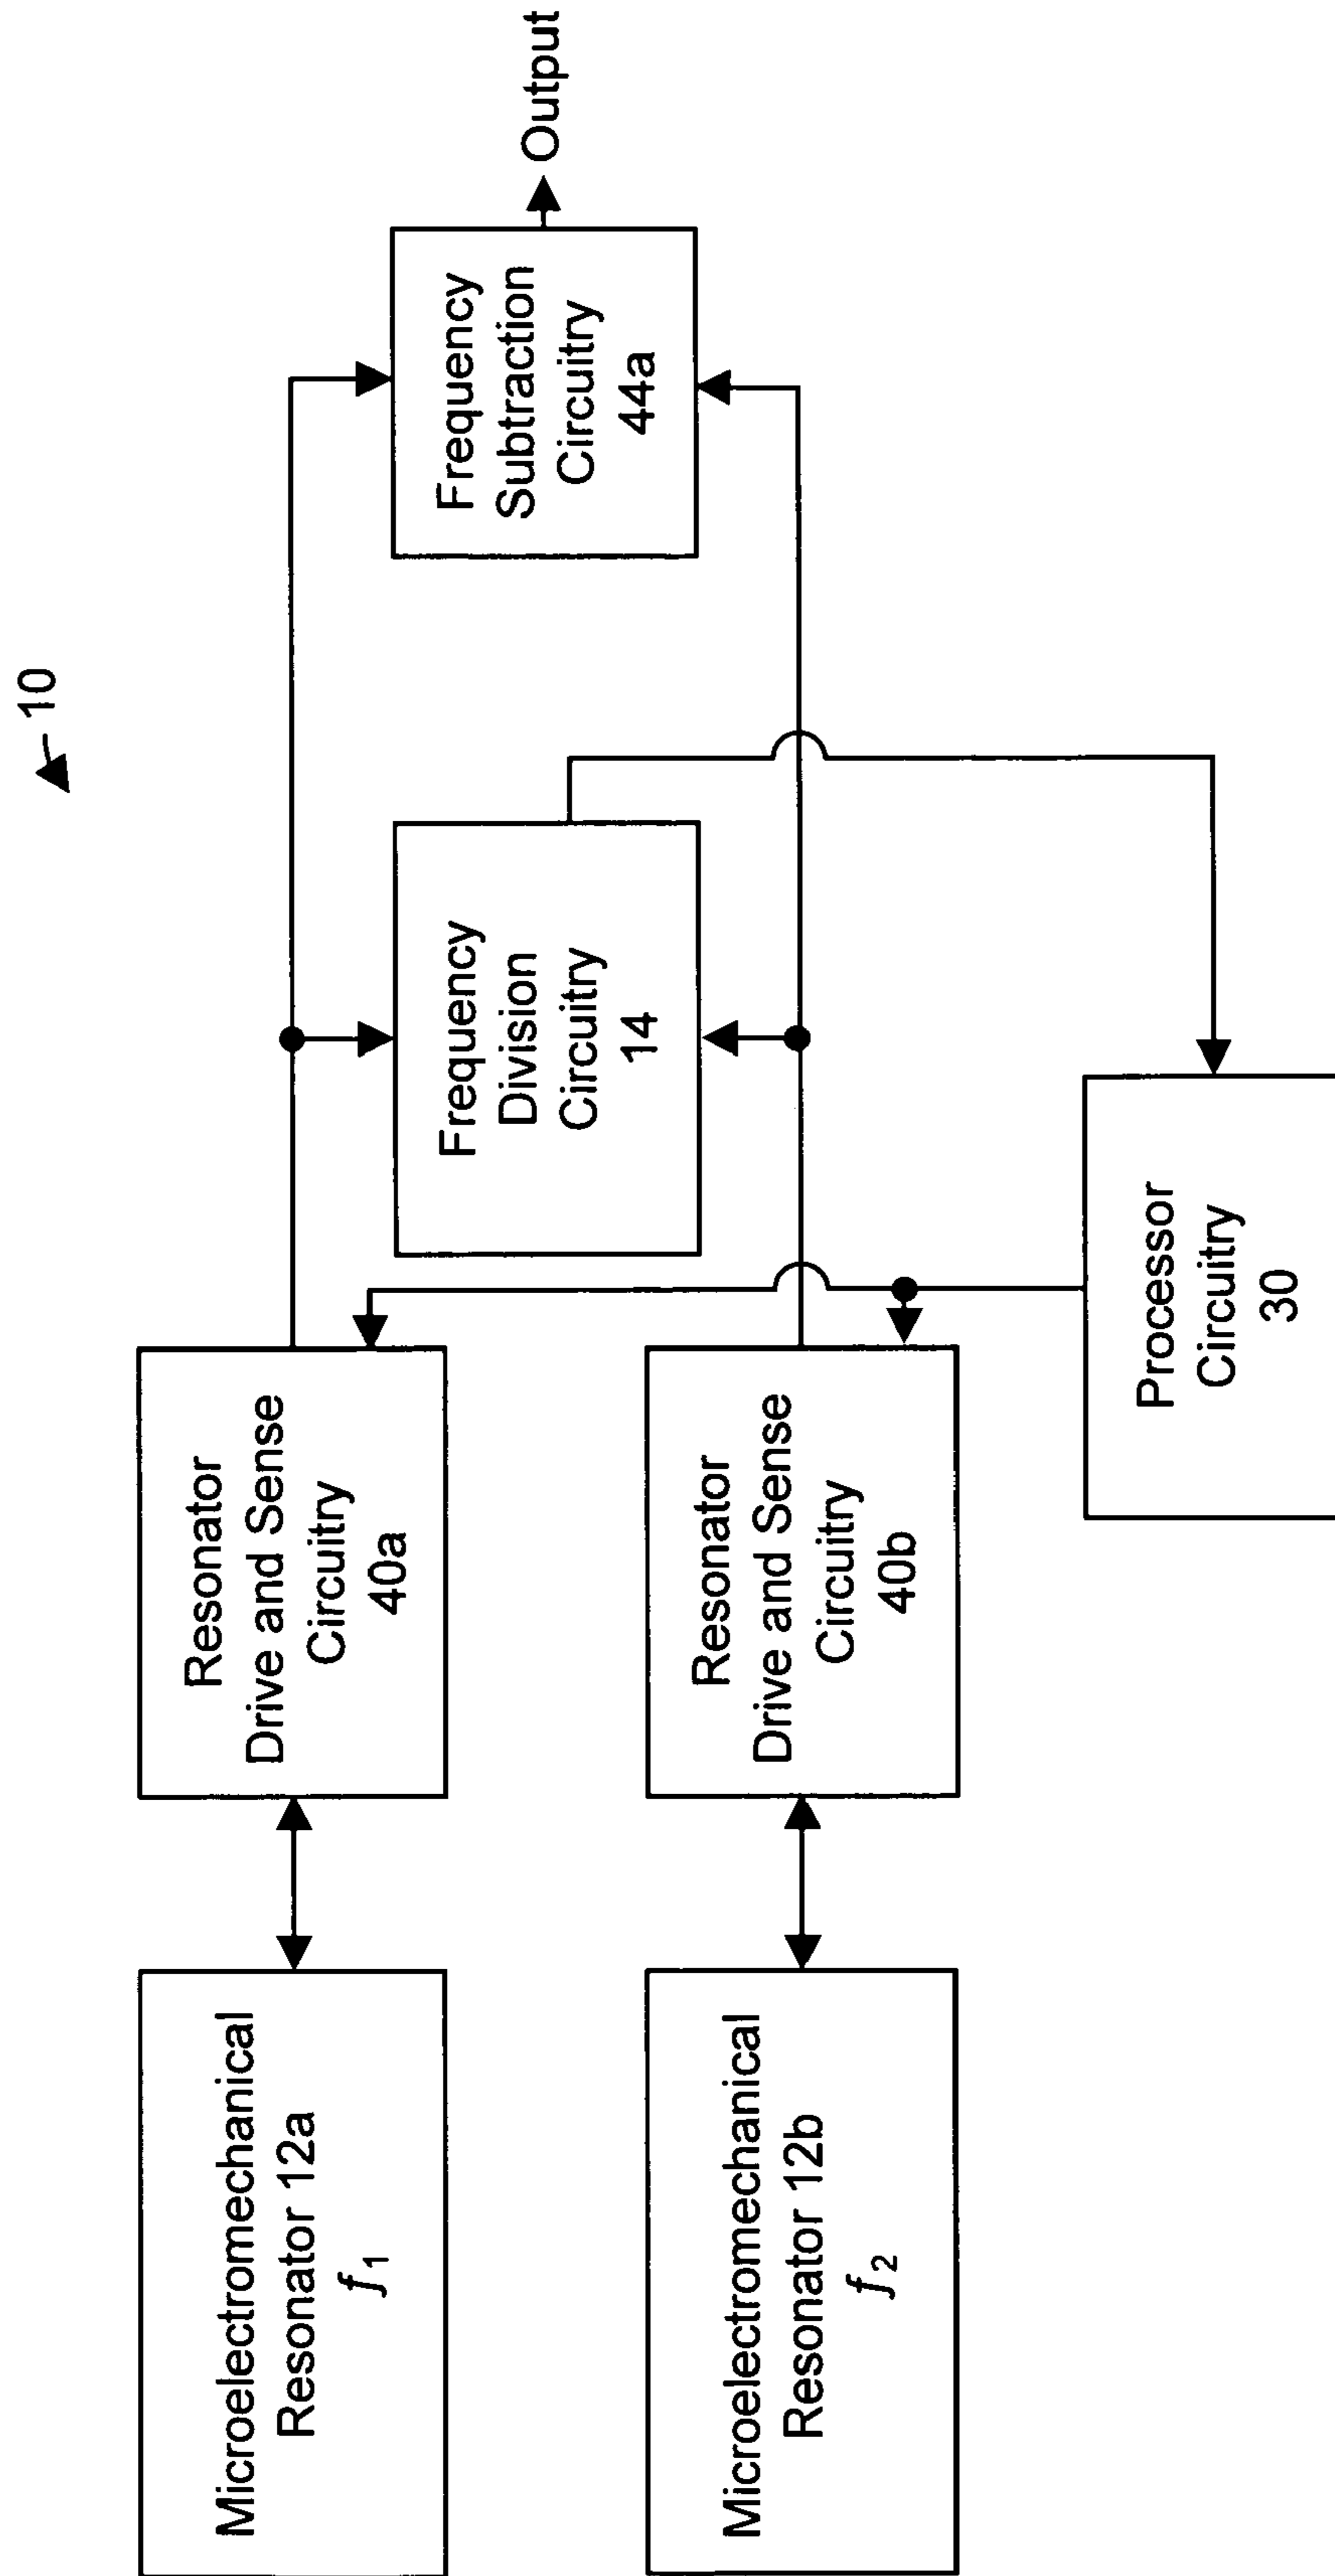 10
Microelectromechanical
Resonator 12a
f1
Resonator
Drive and Sense
Circuitry
40a
Frequency
Division
Circuitry
14
Frequency
Subtraction
Circuitry
44a
Output
Microelectromechanical
Resonator 12b
f2
Resonator
Drive and Sense
Circuitry
40b
Processor
Circuitry
30